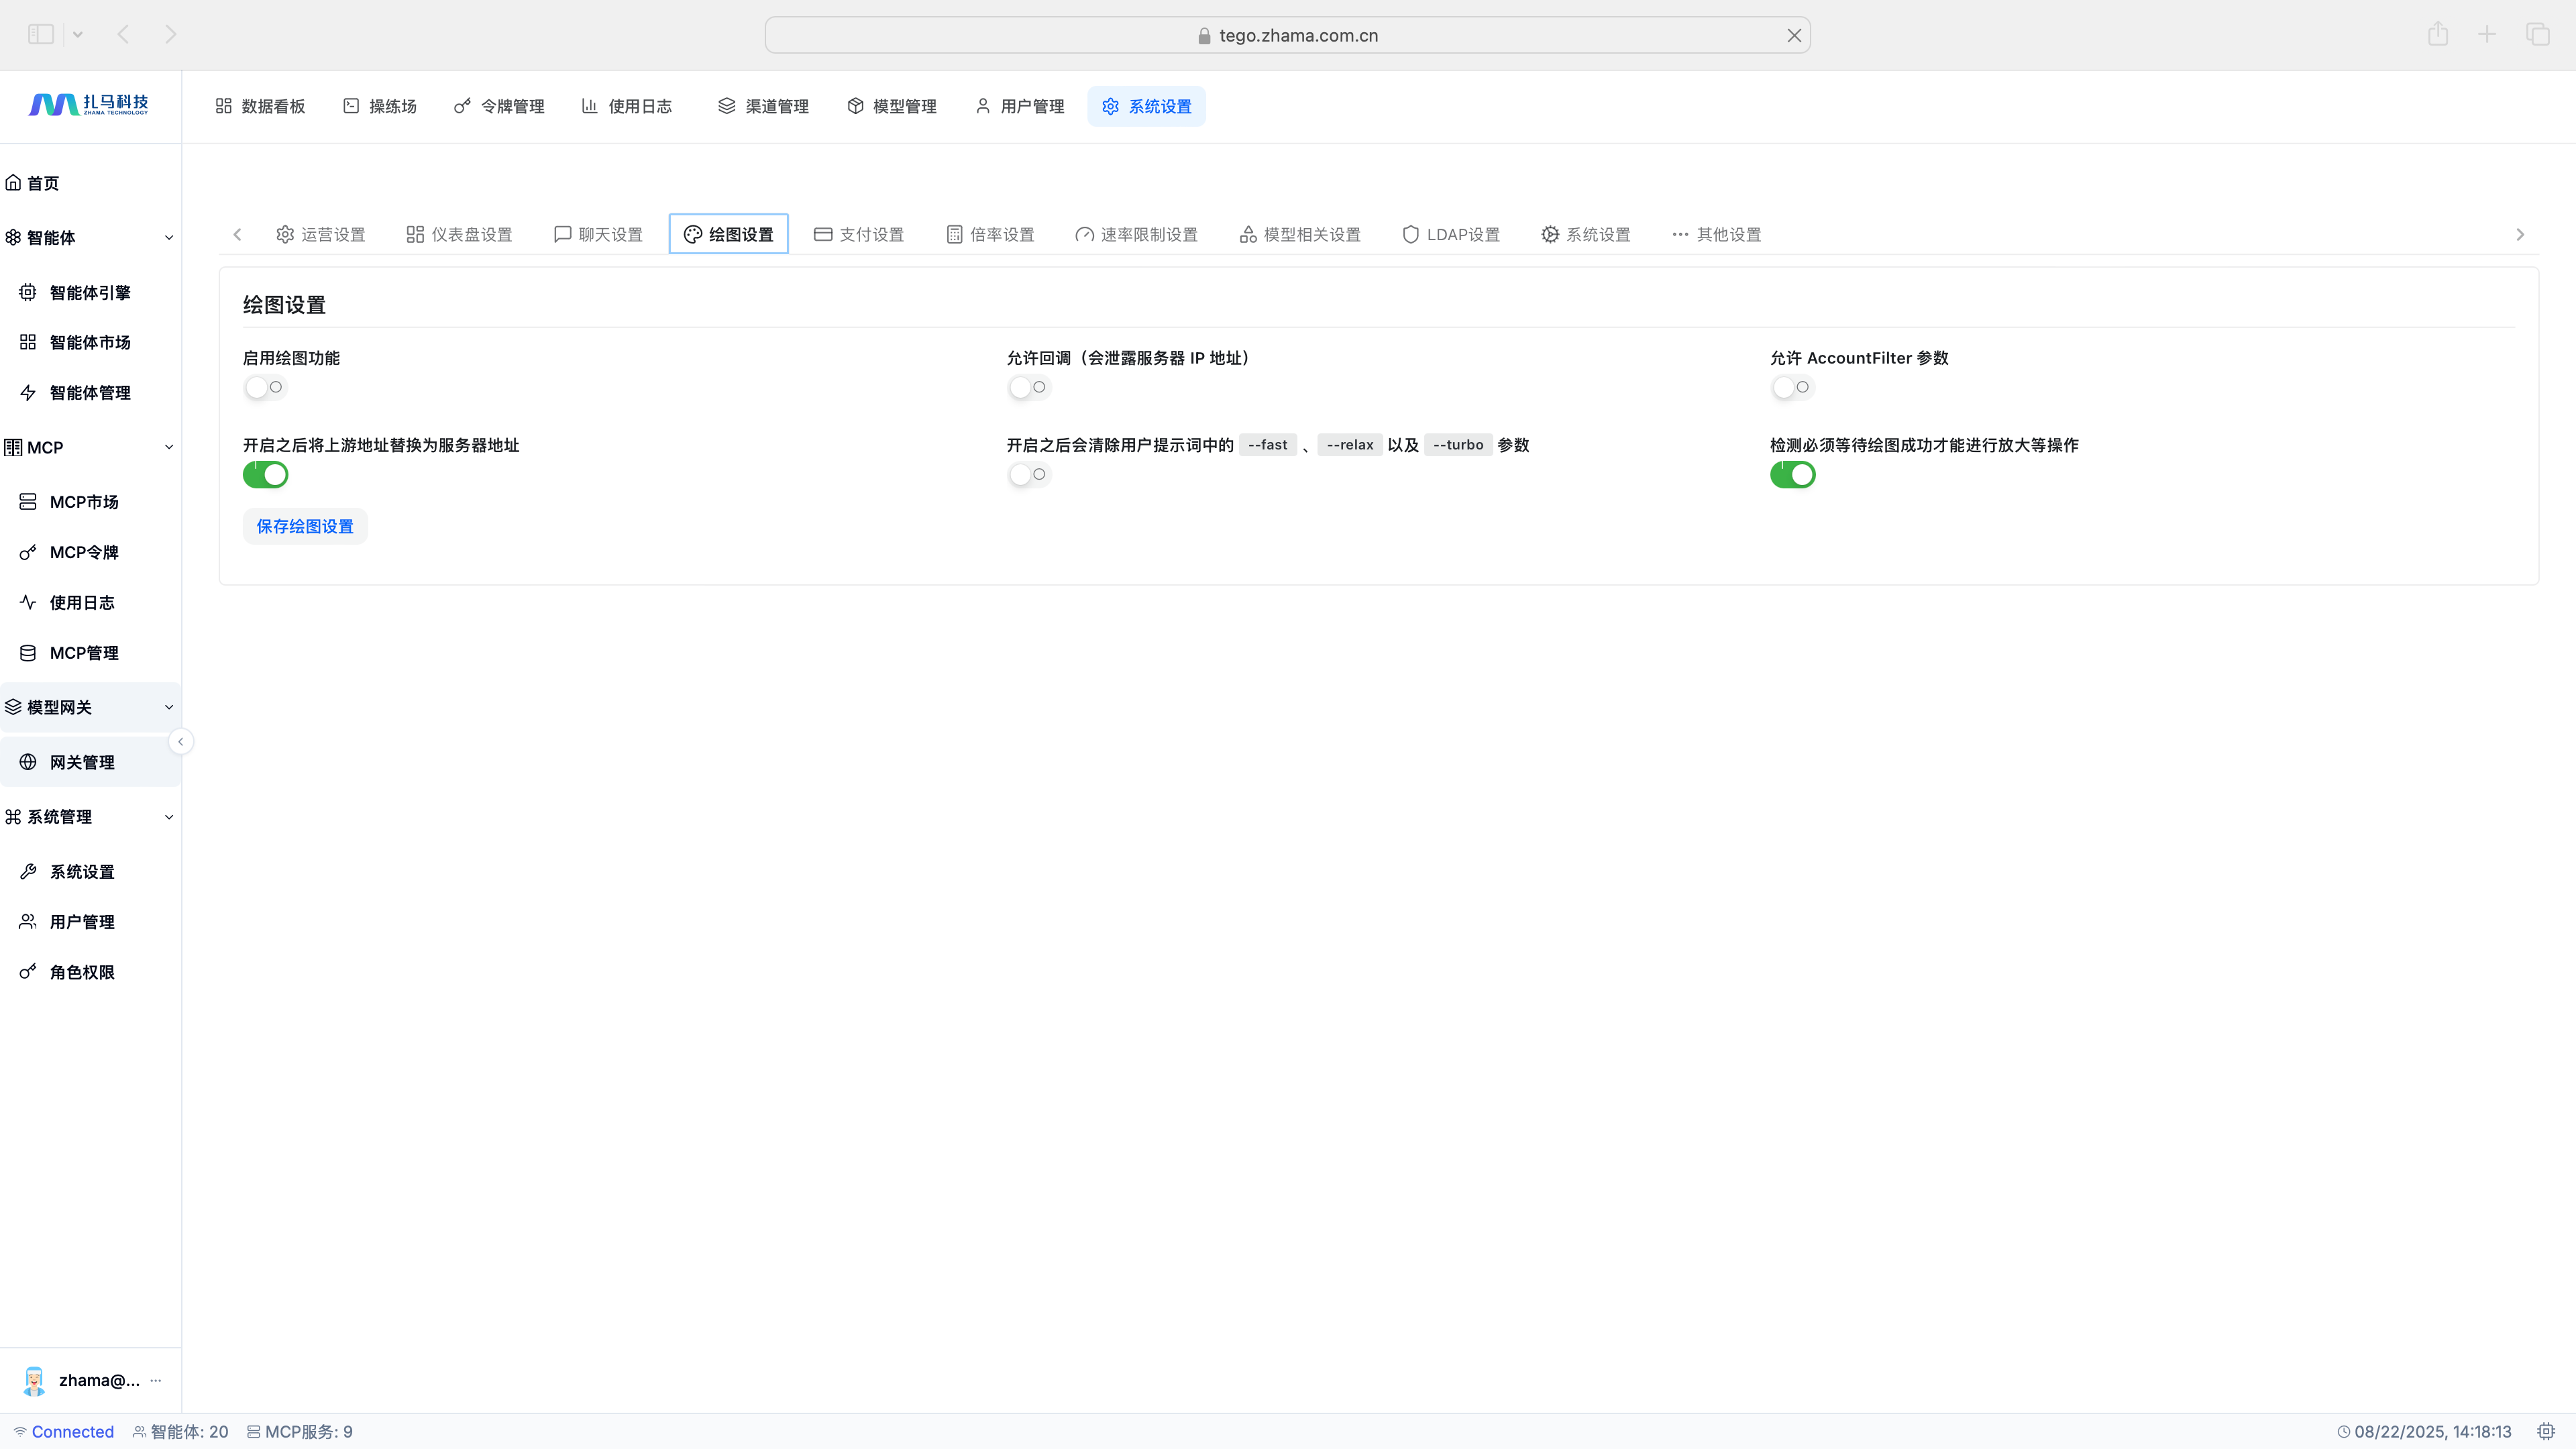 tego.zhama.com.cn
扎马科技
ZHAMA TECHNOLOGY
数据看板
操练场
令牌管理
使用日志
渠道管理
模型管理
用户管理
系统设置
首页
智能体
智能体引擎
智能体市场
智能体管理
MCP
MCP市场
MCP令牌
使用日志
MCP管理
模型网关
网关管理
系统管理
系统设置
用户管理
角色权限
zhama@...
运营设置
仪表盘设置
聊天设置
绘图设置
支付设置
倍率设置
速率限制设置
模型相关设置
LDAP设置
系统设置
其他设置
绘图设置
启用绘图功能
允许回调（会泄露服务器 IP 地址）
允许 AccountFilter 参数
开启之后将上游地址替换为服务器地址
开启之后会清除用户提示词中的 --fast 、 --relax 以及 --turbo 参数
检测必须等待绘图成功才能进行放大等操作
保存绘图设置
Connected
智能体: 20
MCP服务: 9
08/22/2025, 14:18:13